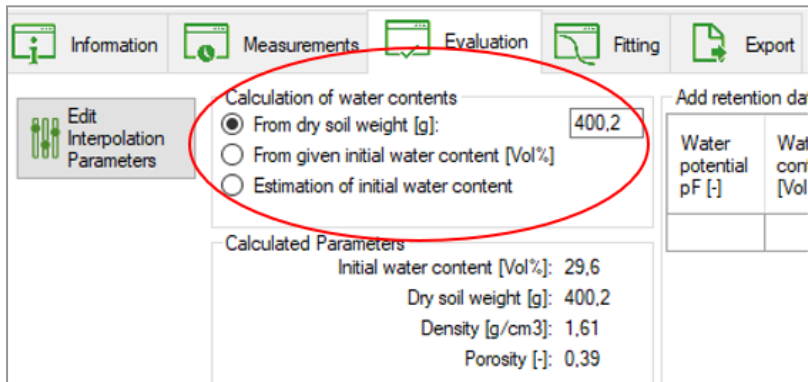 Information
Measurements
Evaluation
Fitting
Export
Edit
Interpolation
Parameters
Calculation of water contents
From dry soil weight [g]: 400,2
From given initial water content [Vol%]
Estimation of initial water content
Calculated Parameters
Initial water content [Vol%]: 29,6
Dry soil weight [g]: 400,2
Density [g/cm3]: 1,61
Porosity [-]: 0,39
Add retention dat
Water
potential
pF [-]
Wat
cont
[Vol